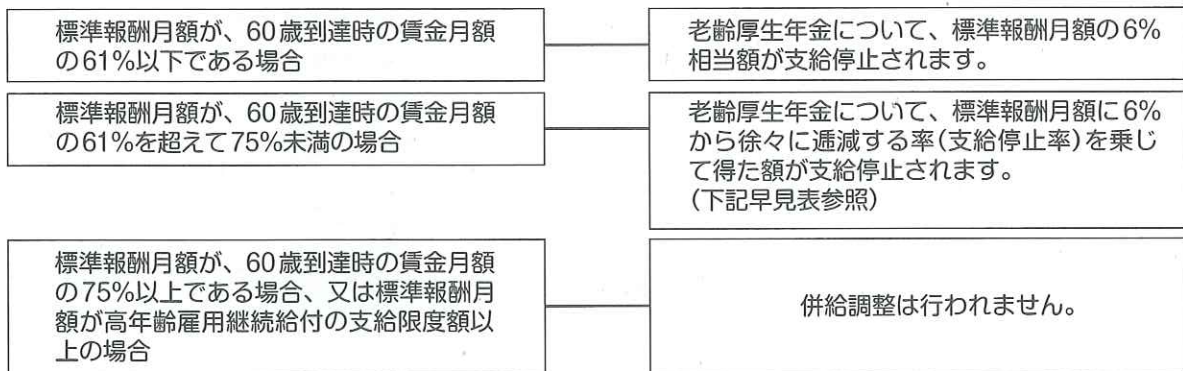 標準報酬月額が、60歳到達時の賃金月額
の61%以下である場合
老齢厚生年金について、標準報酬月額の6%
相当額が支給停止されます。
標準報酬月額が、60歳到達時の賃金月額
の61%を超えて75%未満の場合
老齢厚生年金について、標準報酬月額に6%
から徐々に逓減する率(支給停止率)を乗じ
て得た額が支給停止されます。
(下記早見表参照)
標準報酬月額が、60歳到達時の賃金月額
の75%以上である場合、又は標準報酬月
額が高年齢雇用継続給付の支給限度額以
上の場合
併給調整は行われません。